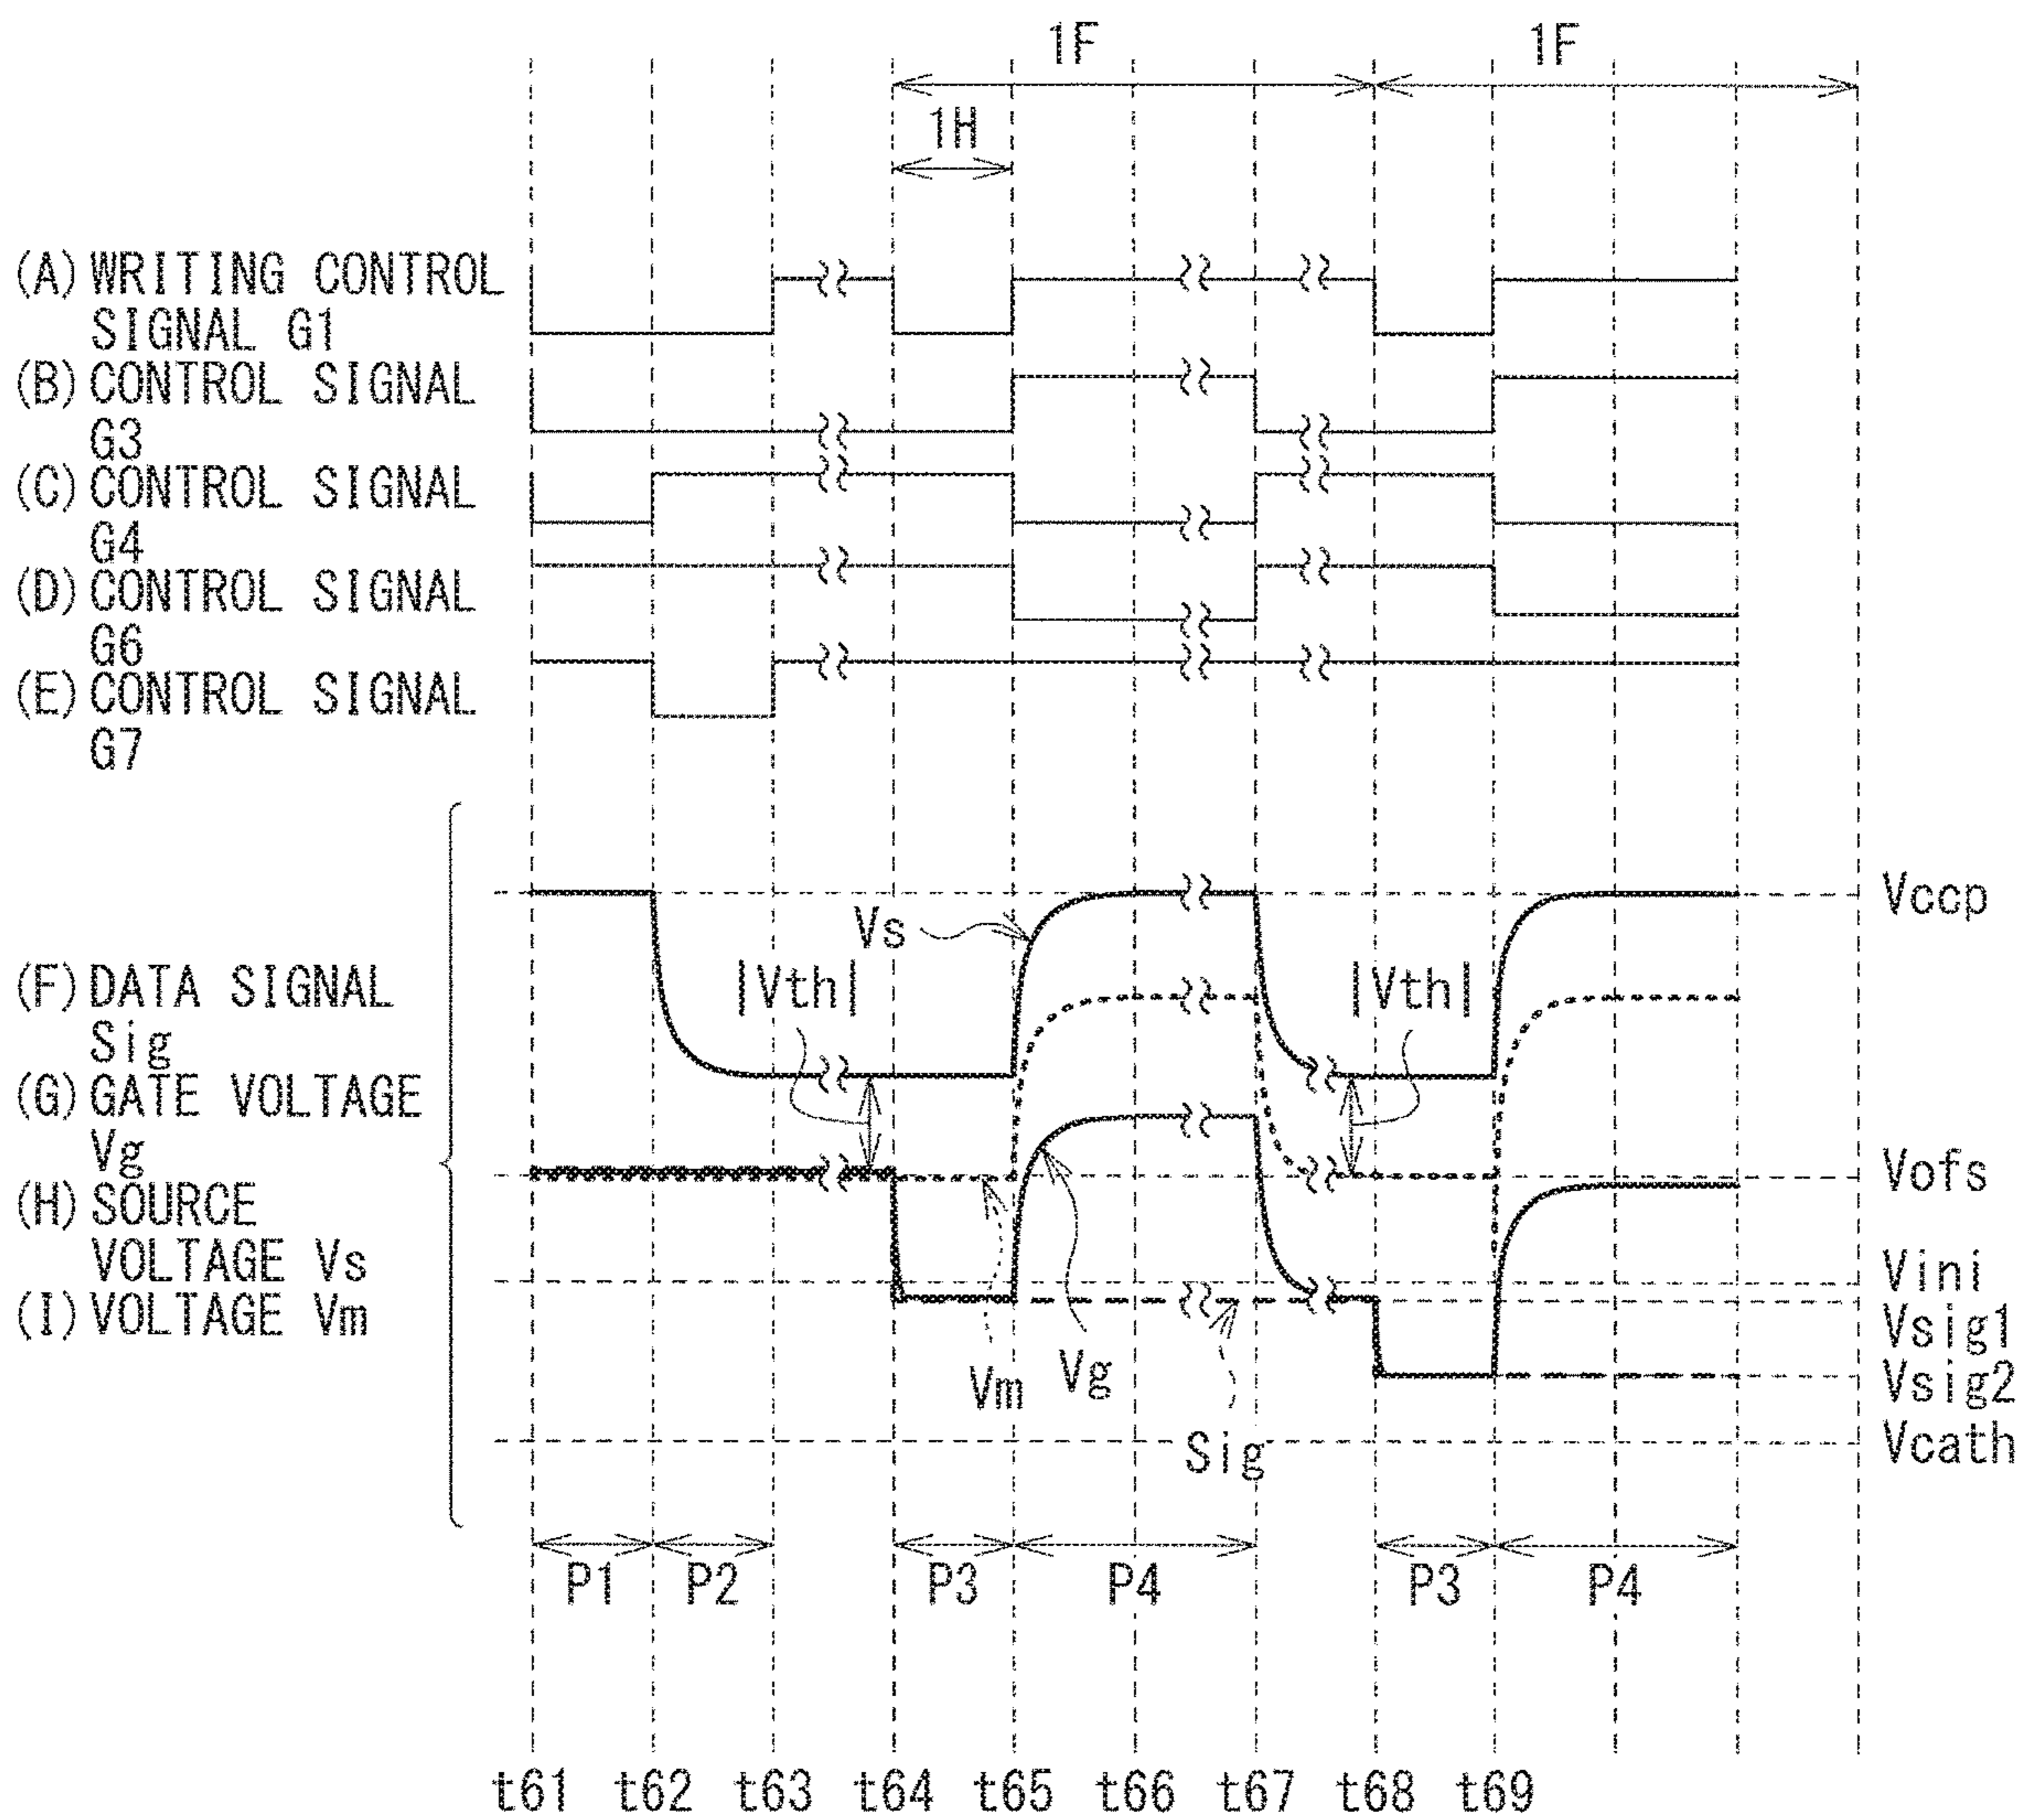 1F 1F
1H
(A) WRITING CONTROL
SIGNAL G1
(B) CONTROL SIGNAL
G3
(C) CONTROL SIGNAL
G4
(D) CONTROL SIGNAL
G6
(E) CONTROL SIGNAL
G7
Vccp
Vs
|Vth| |Vth|
(F) DATA SIGNAL
Sig
(G) GATE VOLTAGE
Vg
Vofs
(H) SOURCE
VOLTAGE Vs
Vini
(I) VOLTAGE Vm
Vsig1
Vm Vg
Vsig2
Sig
Vcath
P1 P2 P3 P4 P3 P4
t61 t62 t63 t64 t65 t66 t67 t68 t69